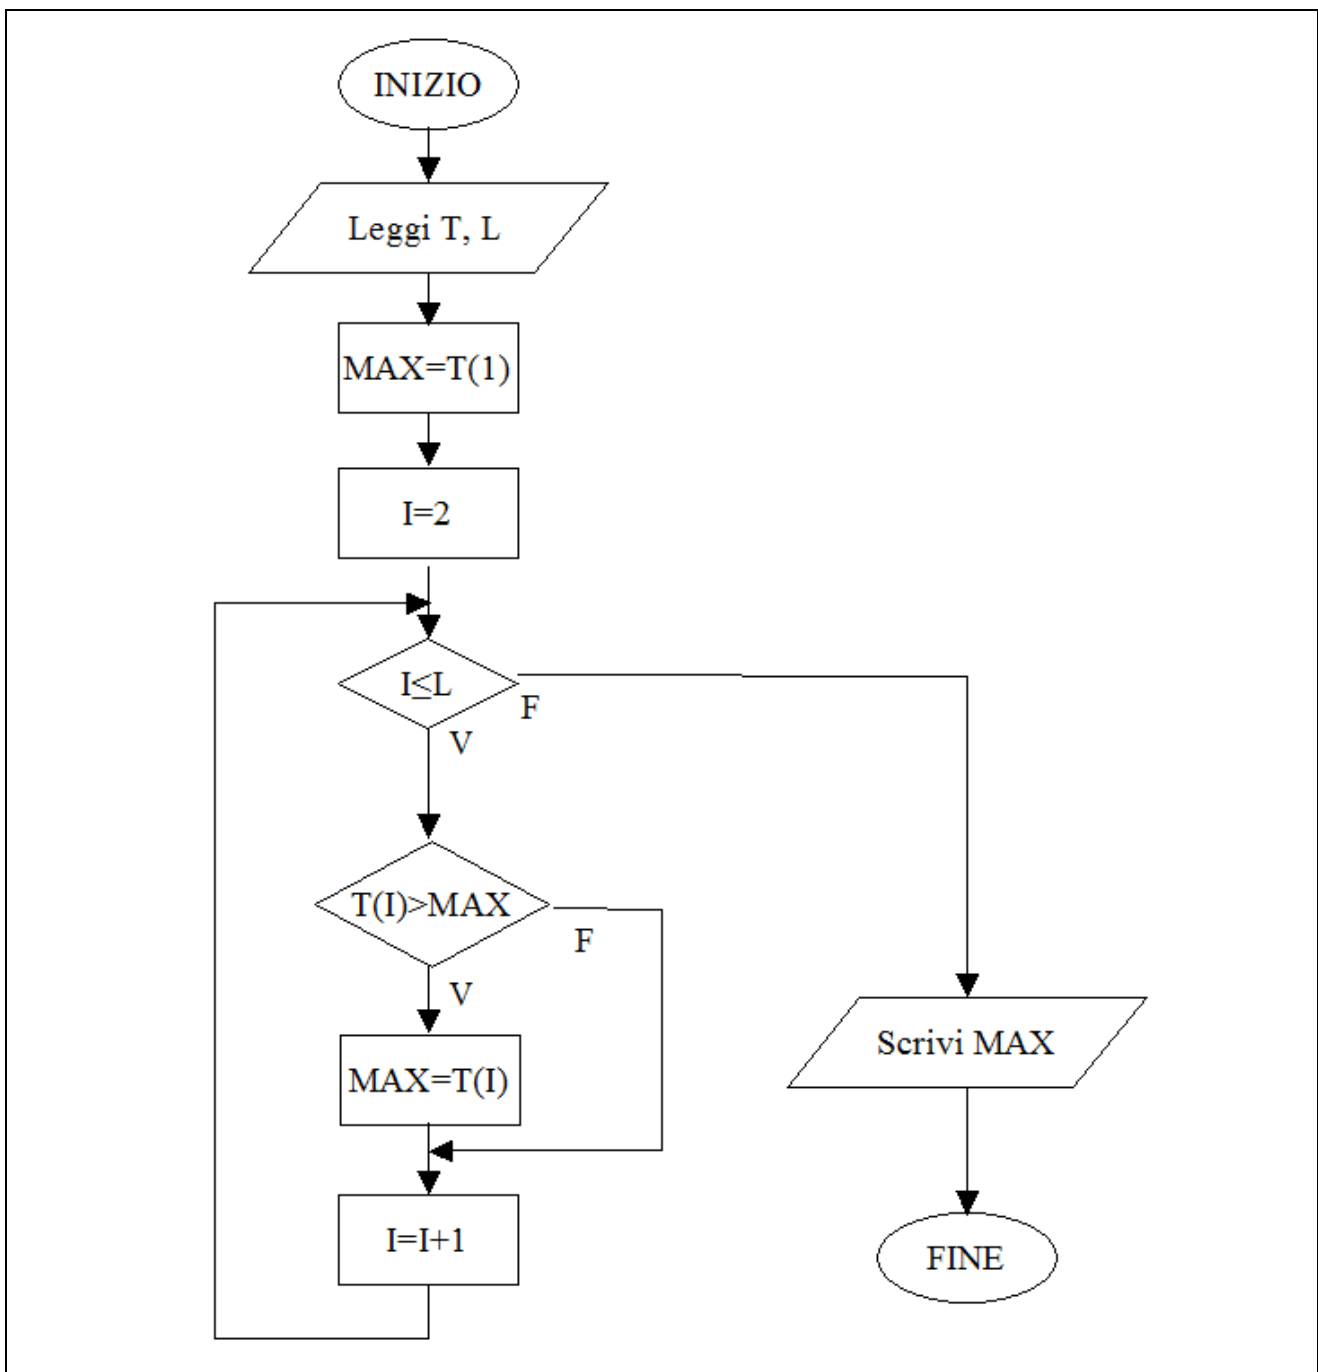 INIZIO
Leggi T, L
MAX=T(1)
I=2
I≤L
F
V
T(I)>MAX
F
V
MAX=T(I)
I=I+1
Scrivi MAX
FINE